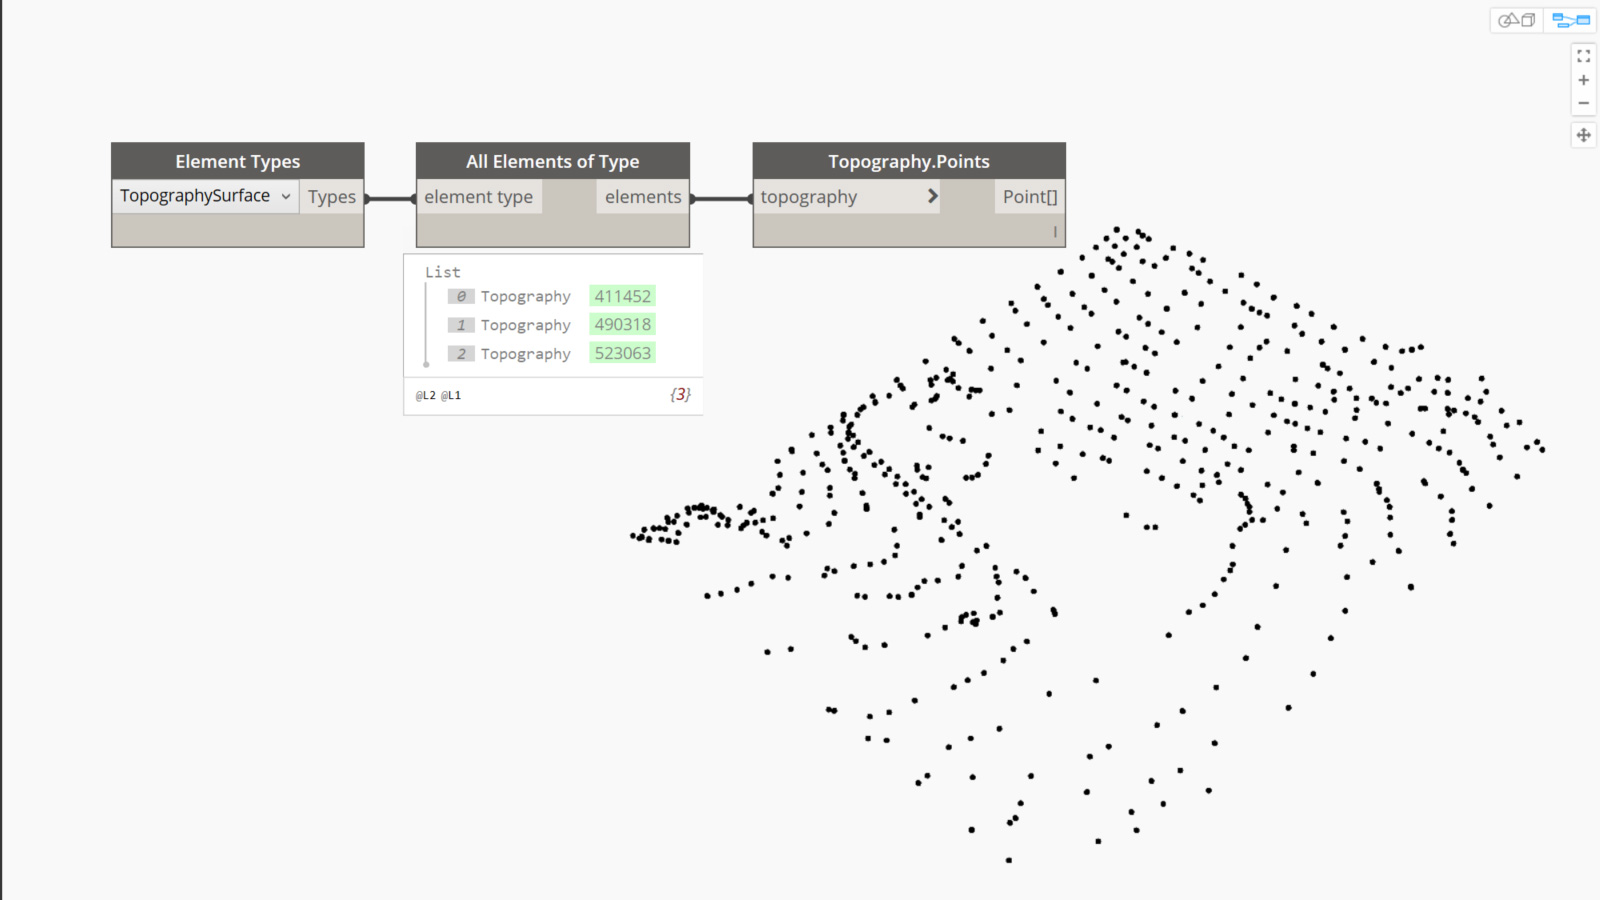 Element Types
TopographySurface Types
All Elements of Type
element type elements
Topography.Points
topography Point[]
l
List
0 Topography 411452
1 Topography 490318
2 Topography 523063
@L2 @L1 {3}